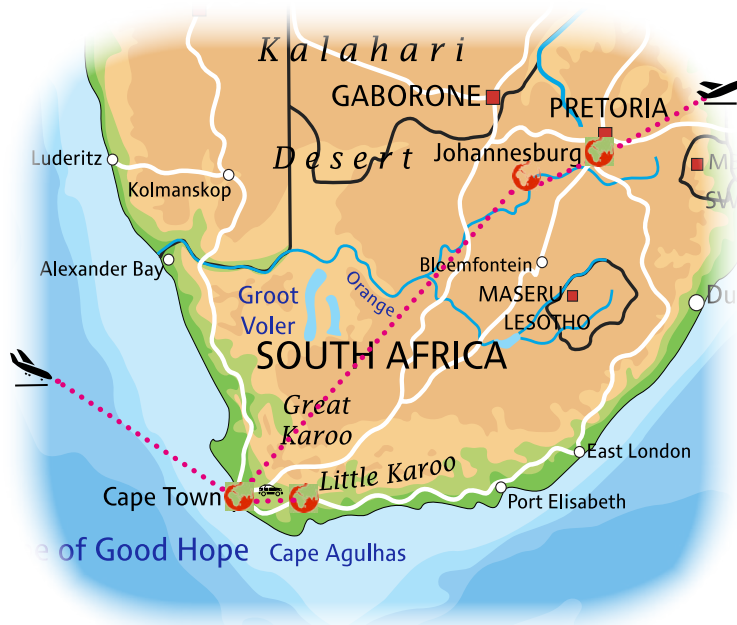 Kalahari
GABORONE
PRETORIA
Desert
Johannesburg
Luderitz
Kolmanskop
Alexander Bay
Bloemfontein
Groot
Voler
Orange
MASERU
LESOTHO
SOUTH AFRICA
Great
Karoo
Little Karoo
East London
Cape Town
Port Elisabeth
of Good Hope
Cape Agulhas